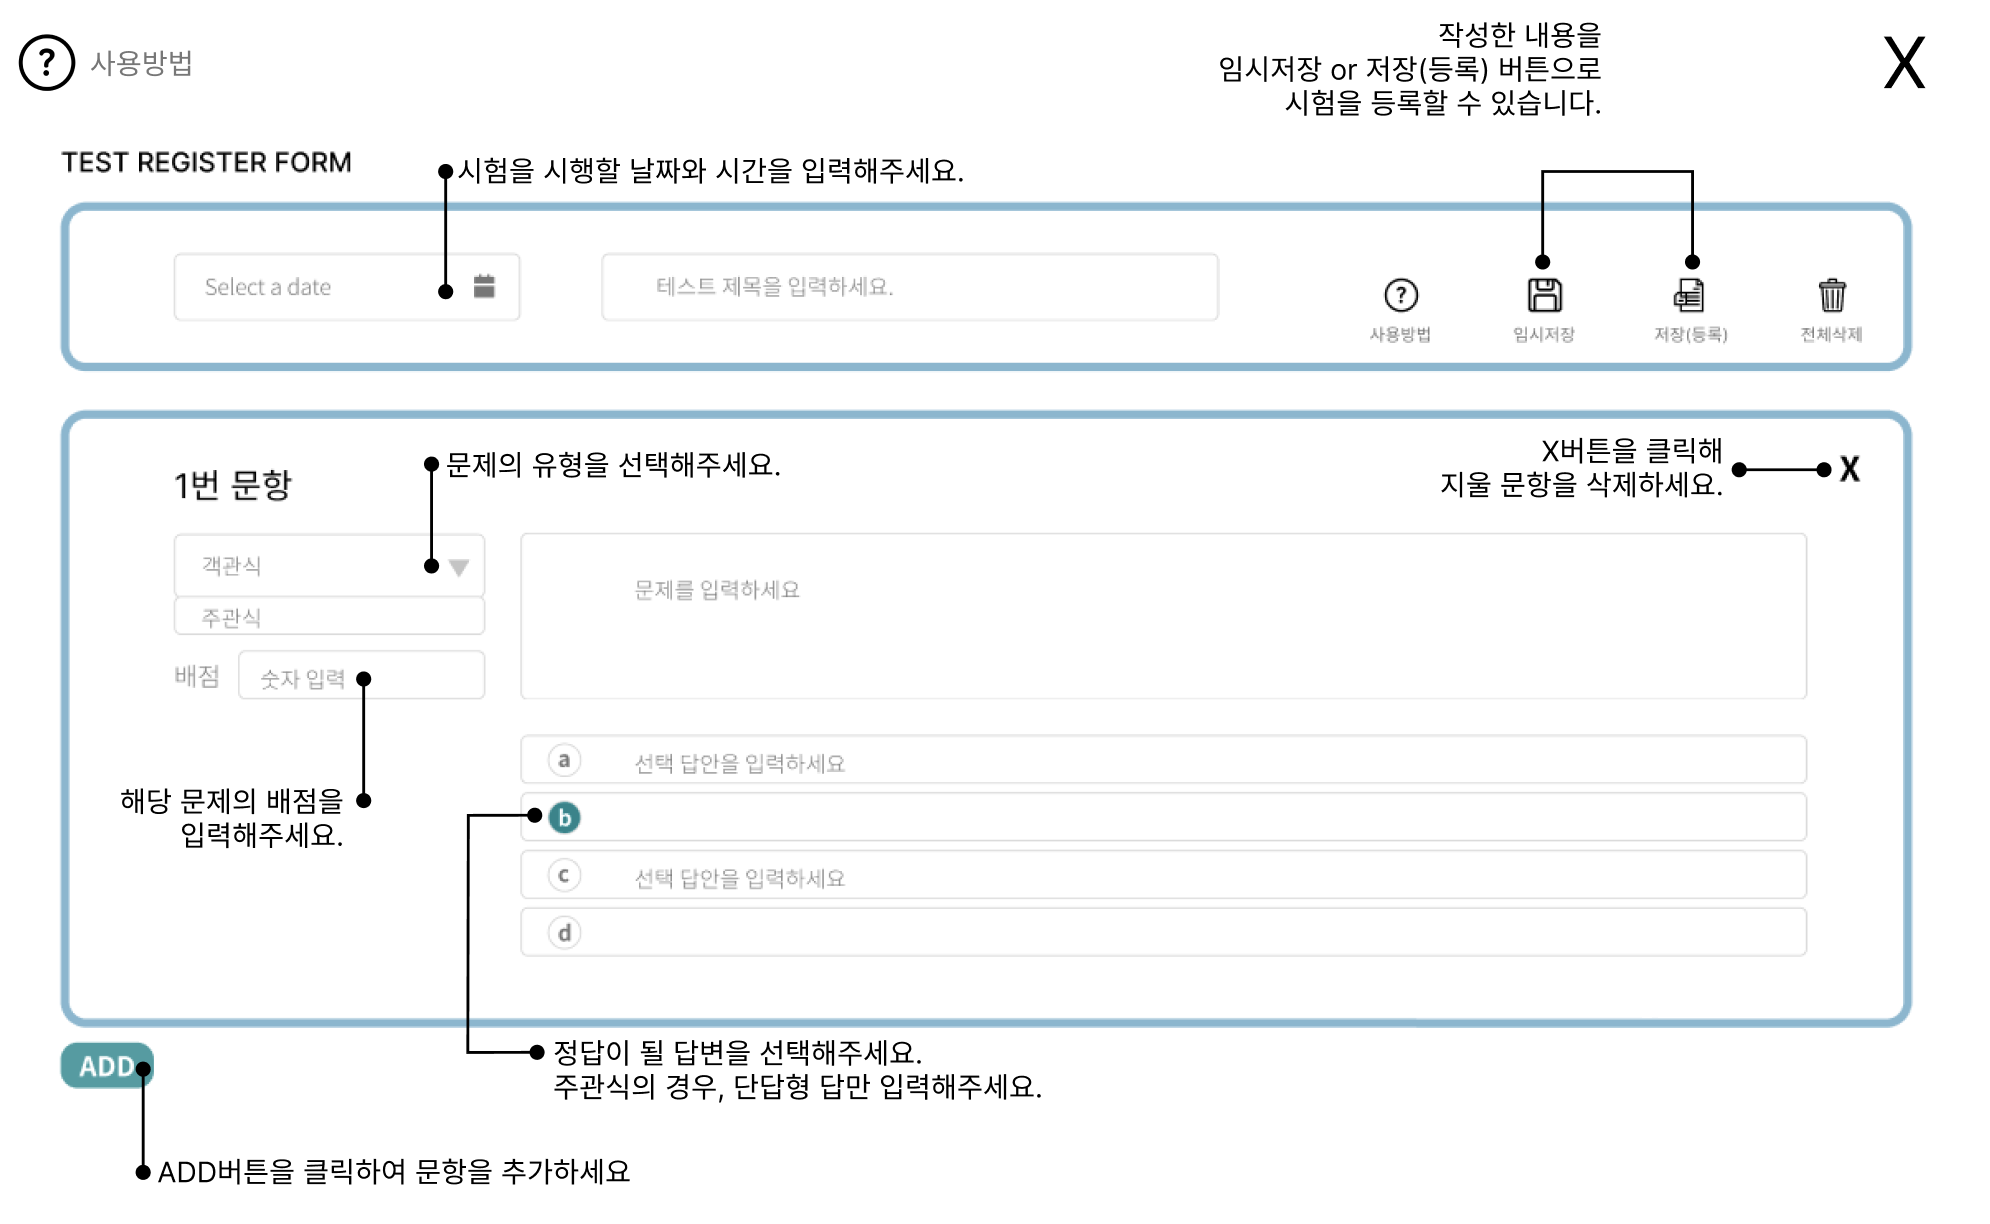 ? 사용방법
작성한 내용을
임시저장 or 저장(등록) 버튼으로
시험을 등록할 수 있습니다.
X
TEST REGISTER FORM
시험을 시행할 날짜와 시간을 입력해주세요.
Select a date
테스트 제목을 입력하세요.
?
사용방법
임시저장
저장(등록)
전체삭제
1번 문항
문제의 유형을 선택해주세요.
X버튼을 클릭해
지울 문항을 삭제하세요.
X
객관식
주관식
배점
숫자 입력
문제를 입력하세요
해당 문제의 배점을
입력해주세요.
a 선택 답안을 입력하세요
b
c 선택 답안을 입력하세요
d
정답이 될 답변을 선택해주세요.
주관식의 경우, 단답형 답만 입력해주세요.
ADD
ADD버튼을 클릭하여 문항을 추가하세요